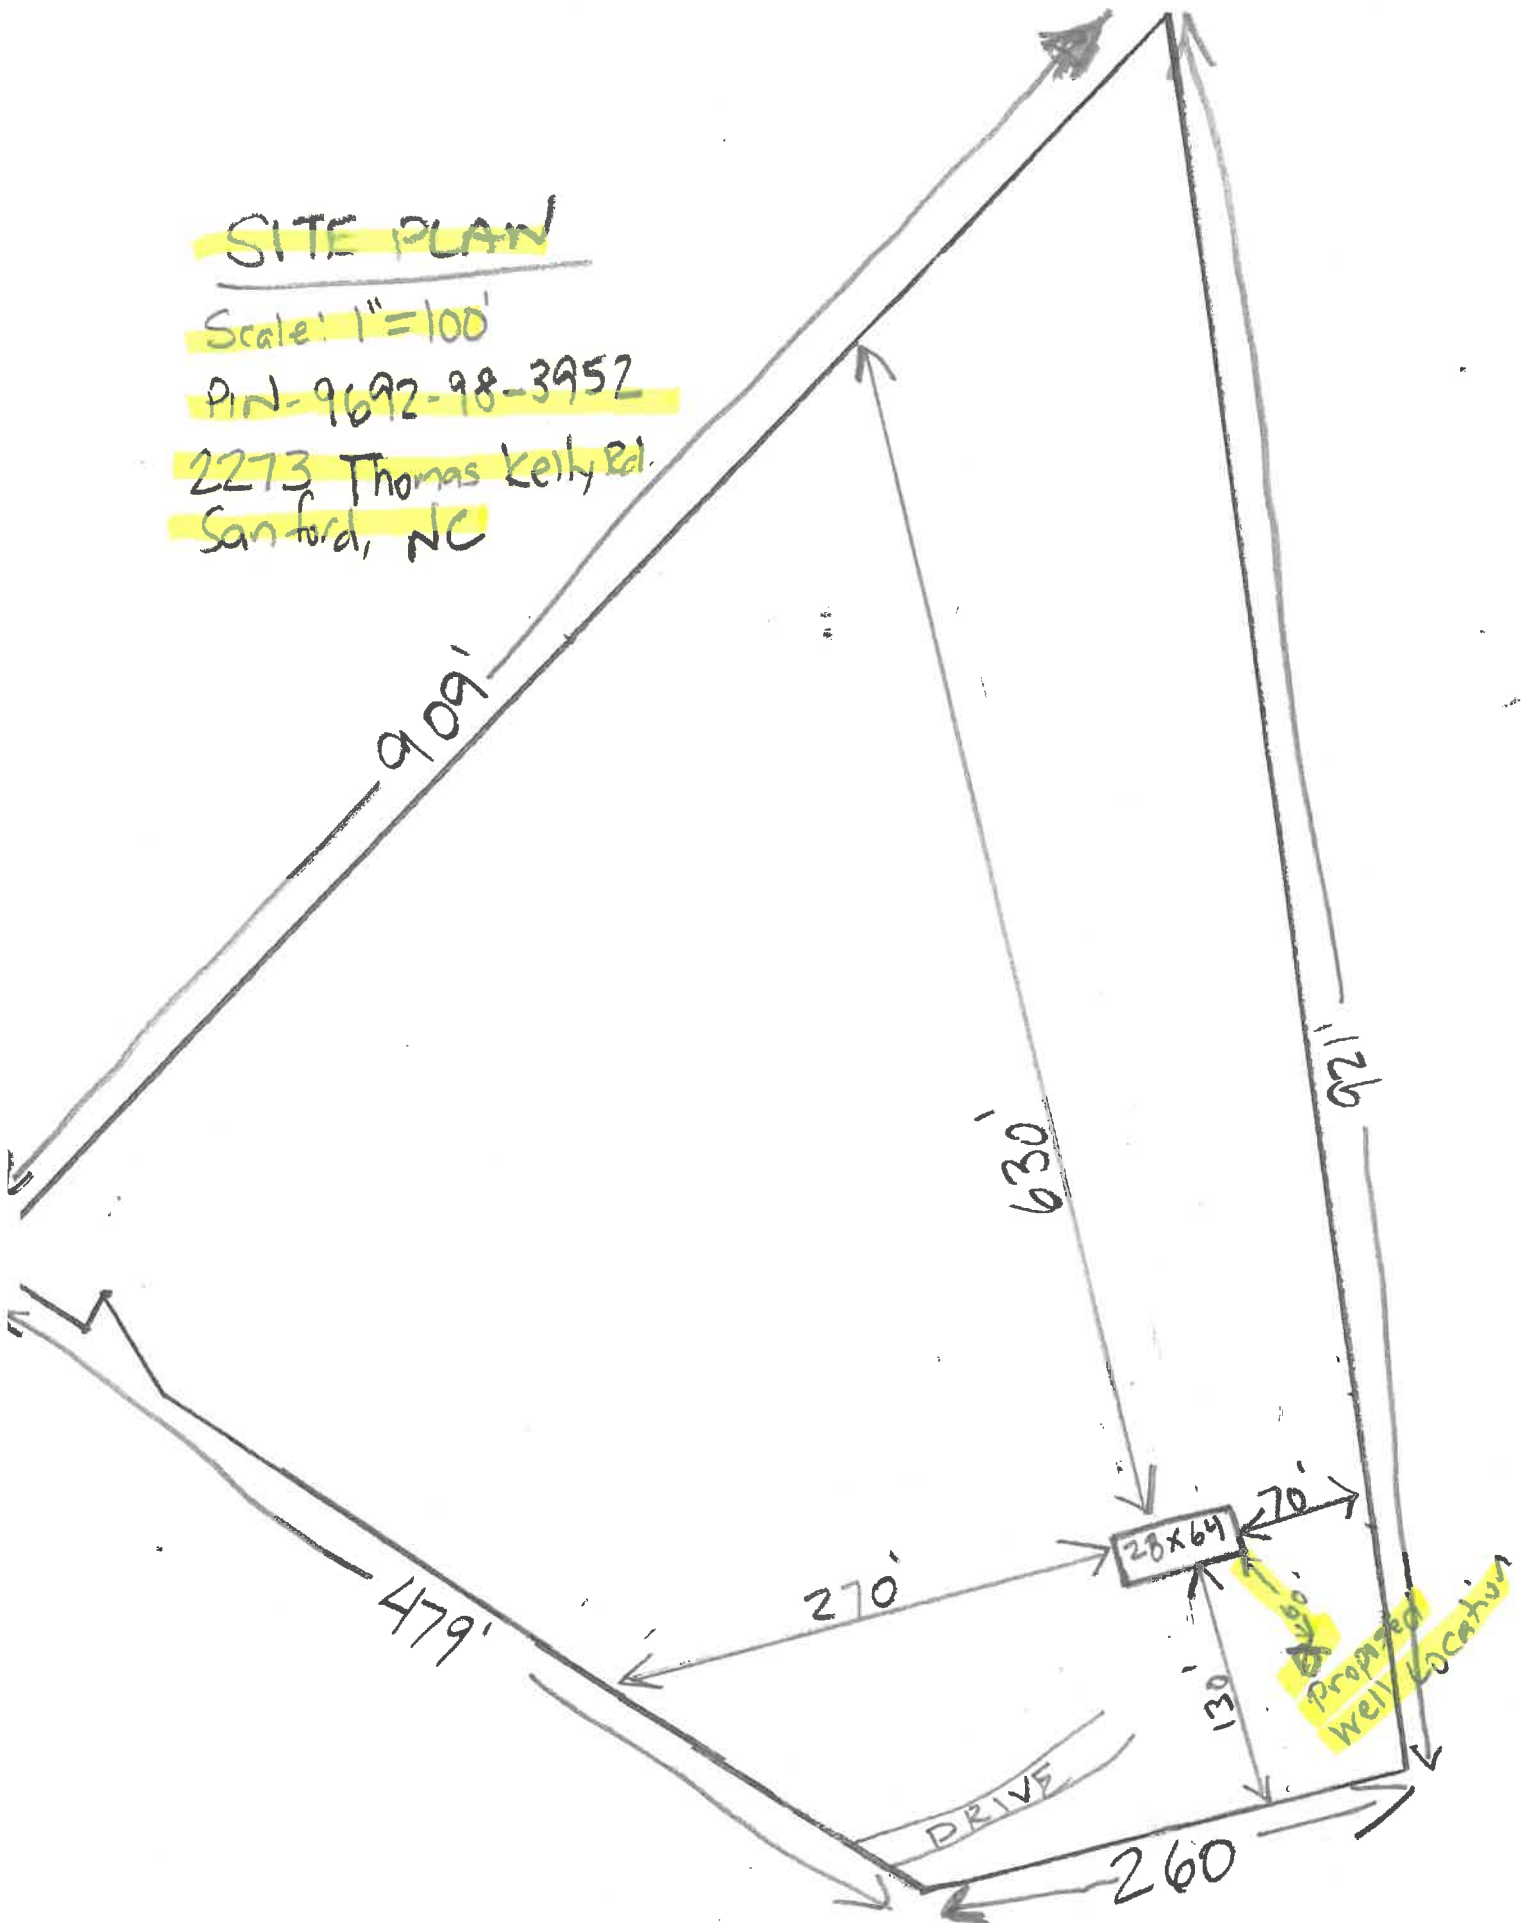 SITE PLAN
Scale: 1"=100'
PIN-9692-98-3952
2273 Thomas Kelly Rd.
Sanford, NC
909'
921'
630'
70'
28x64
270'
60'
479'
Proposed
Well Location
130'
DRIVE
260